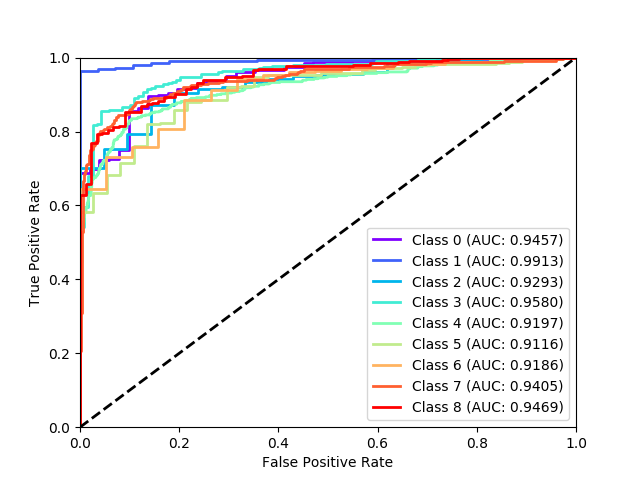 1.0
0.8
0.6
0.4
0.2
0.0
0.0 0.2 0.4 0.6 0.8 1.0
True Positive Rate
False Positive Rate
Class 0 (AUC: 0.9457)
Class 1 (AUC: 0.9913)
Class 2 (AUC: 0.9293)
Class 3 (AUC: 0.9580)
Class 4 (AUC: 0.9197)
Class 5 (AUC: 0.9116)
Class 6 (AUC: 0.9186)
Class 7 (AUC: 0.9405)
Class 8 (AUC: 0.9469)